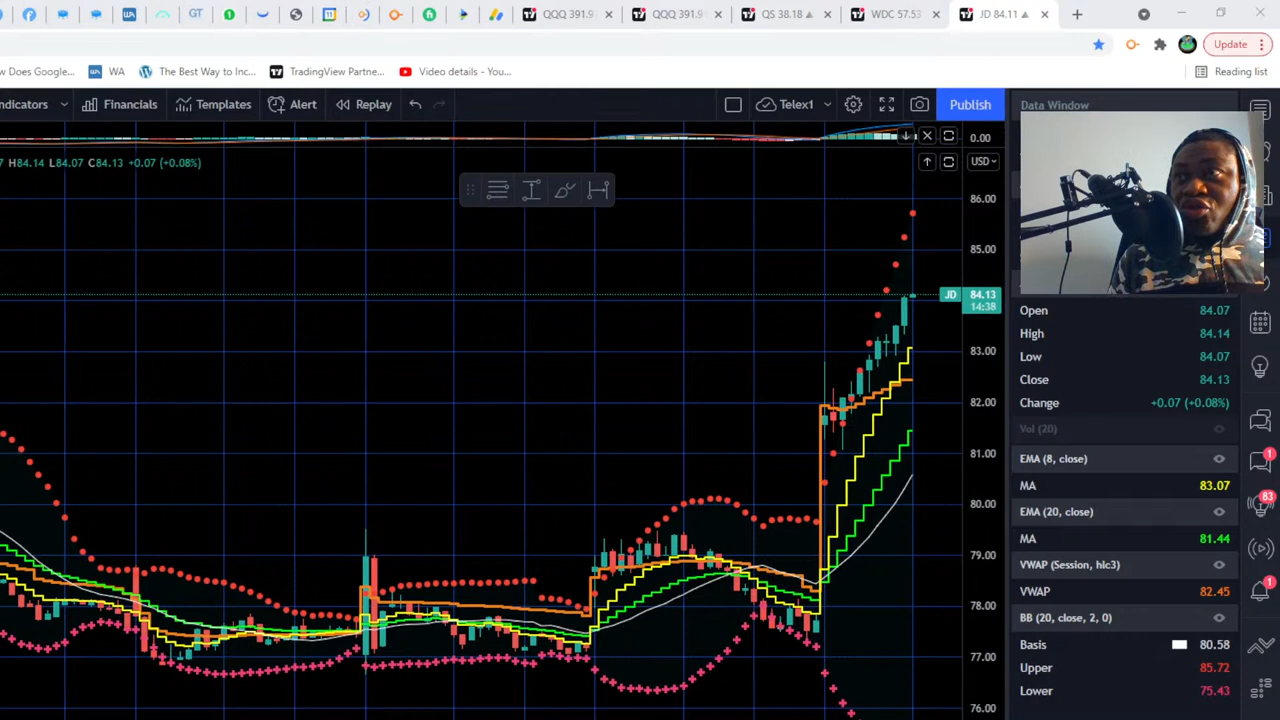 QQQ 391.9
QQQ 391.9
QS 38.18
WDC 57.53
JD 84.11
Update
ow Does Google...
WA
The Best Way to Inc...
TradingView Partne...
Video details - You...
Reading list
ndicators
Financials
Templates
Alert
Replay
Telex1
Publish
Data Window
0.00
7 H84.14 L84.07 C84.13 +0.07 (+0.08%)
USD
86.00
85.00
JD 84.13
14:38
83.00
82.00
81.00
80.00
79.00
78.00
77.00
76.00
Open 84.07
High 84.14
Low 84.07
Close 84.13
Change +0.07 (+0.08%)
Vol (20)
EMA (8, close)
MA 83.07
EMA (20, close)
MA 81.44
VWAP (Session, hlc3)
VWAP 82.45
BB (20, close, 2, 0)
Basis 80.58
Upper 85.72
Lower 75.43
1
83
1